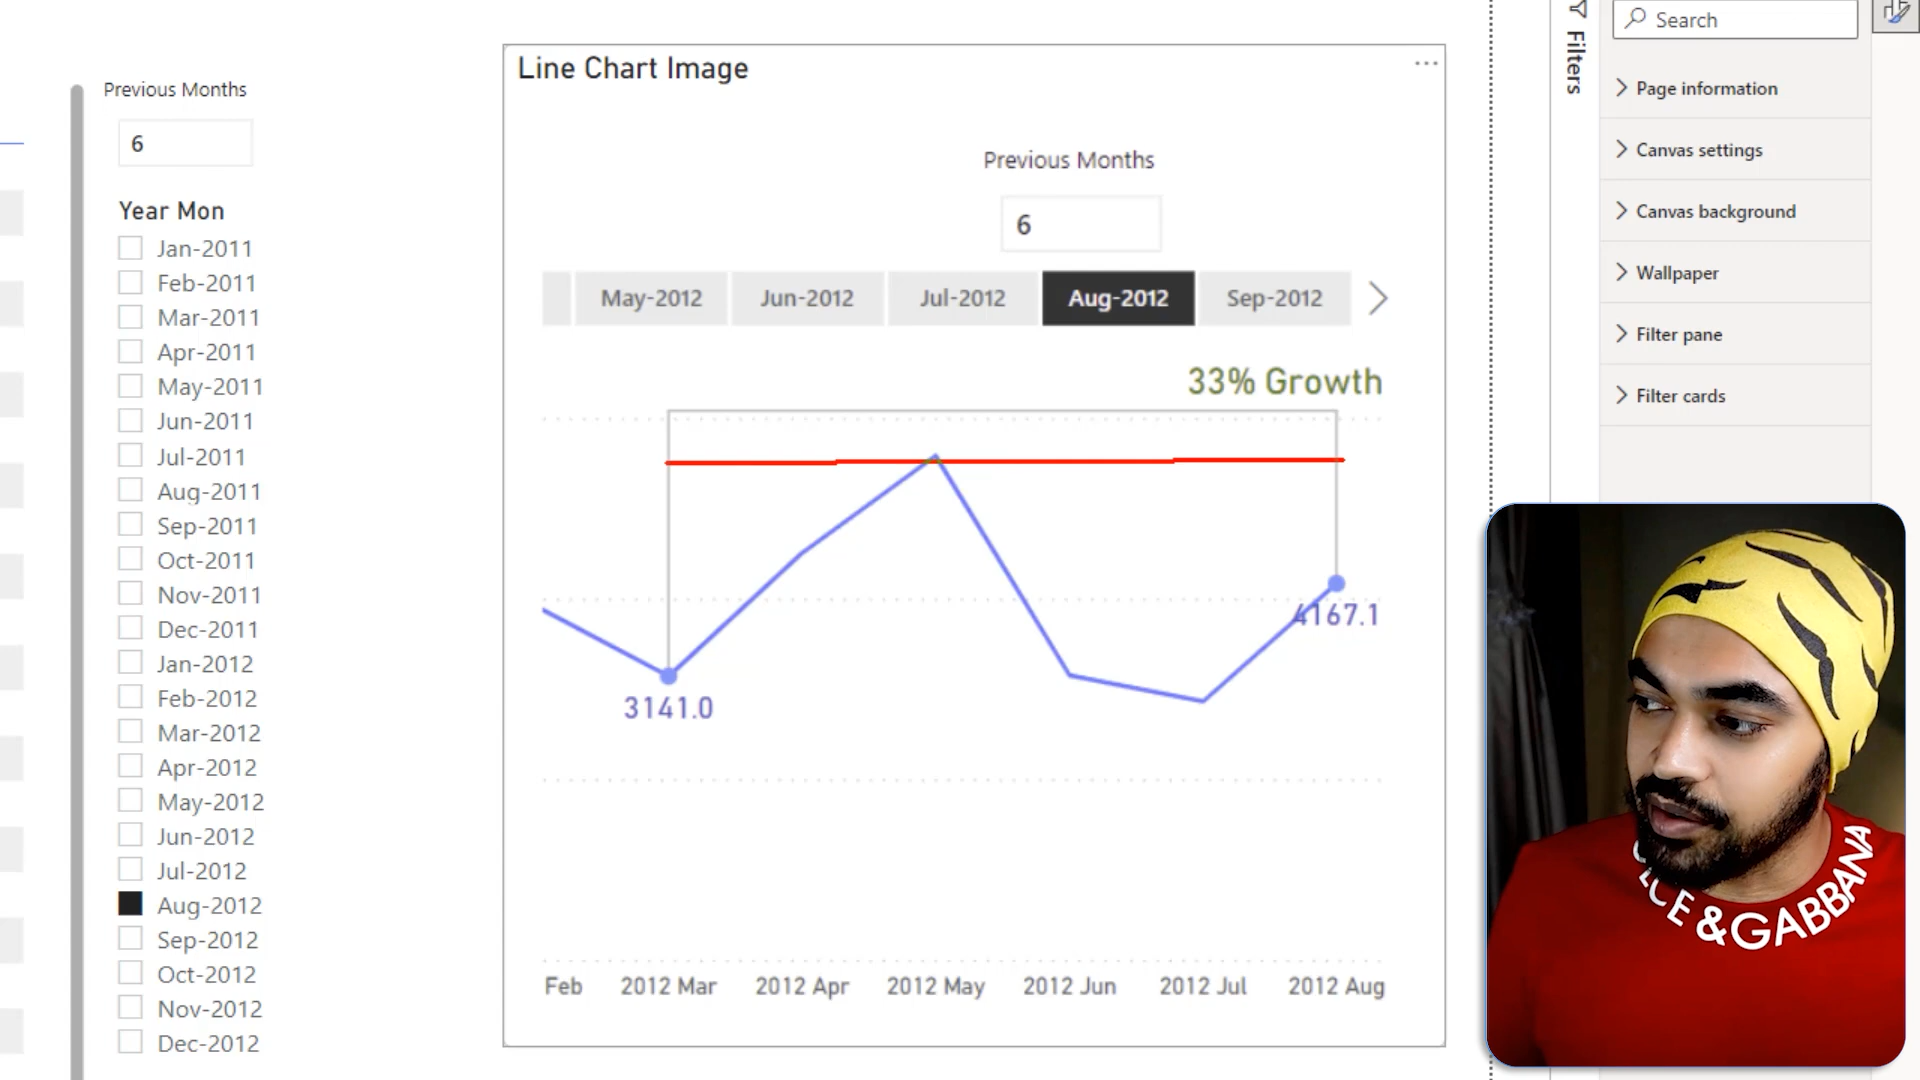 Previous Months
6
Year Mon
Jan-2011
Feb-2011
Mar-2011
Apr-2011
May-2011
Jun-2011
Jul-2011
Aug-2011
Sep-2011
Oct-2011
Nov-2011
Dec-2011
Jan-2012
Feb-2012
Mar-2012
Apr-2012
May-2012
Jun-2012
Jul-2012
Aug-2012
Sep-2012
Oct-2012
Nov-2012
Dec-2012
Line Chart Image
Previous Months
6
May-2012 Jun-2012 Jul-2012 Aug-2012 Sep-2012
33% Growth
4167.1
3141.0
Feb 2012 Mar 2012 Apr 2012 May 2012 Jun 2012 Jul 2012 Aug
Filters
Search
Page information
Canvas settings
Canvas background
Wallpaper
Filter pane
Filter cards
&GABBANA